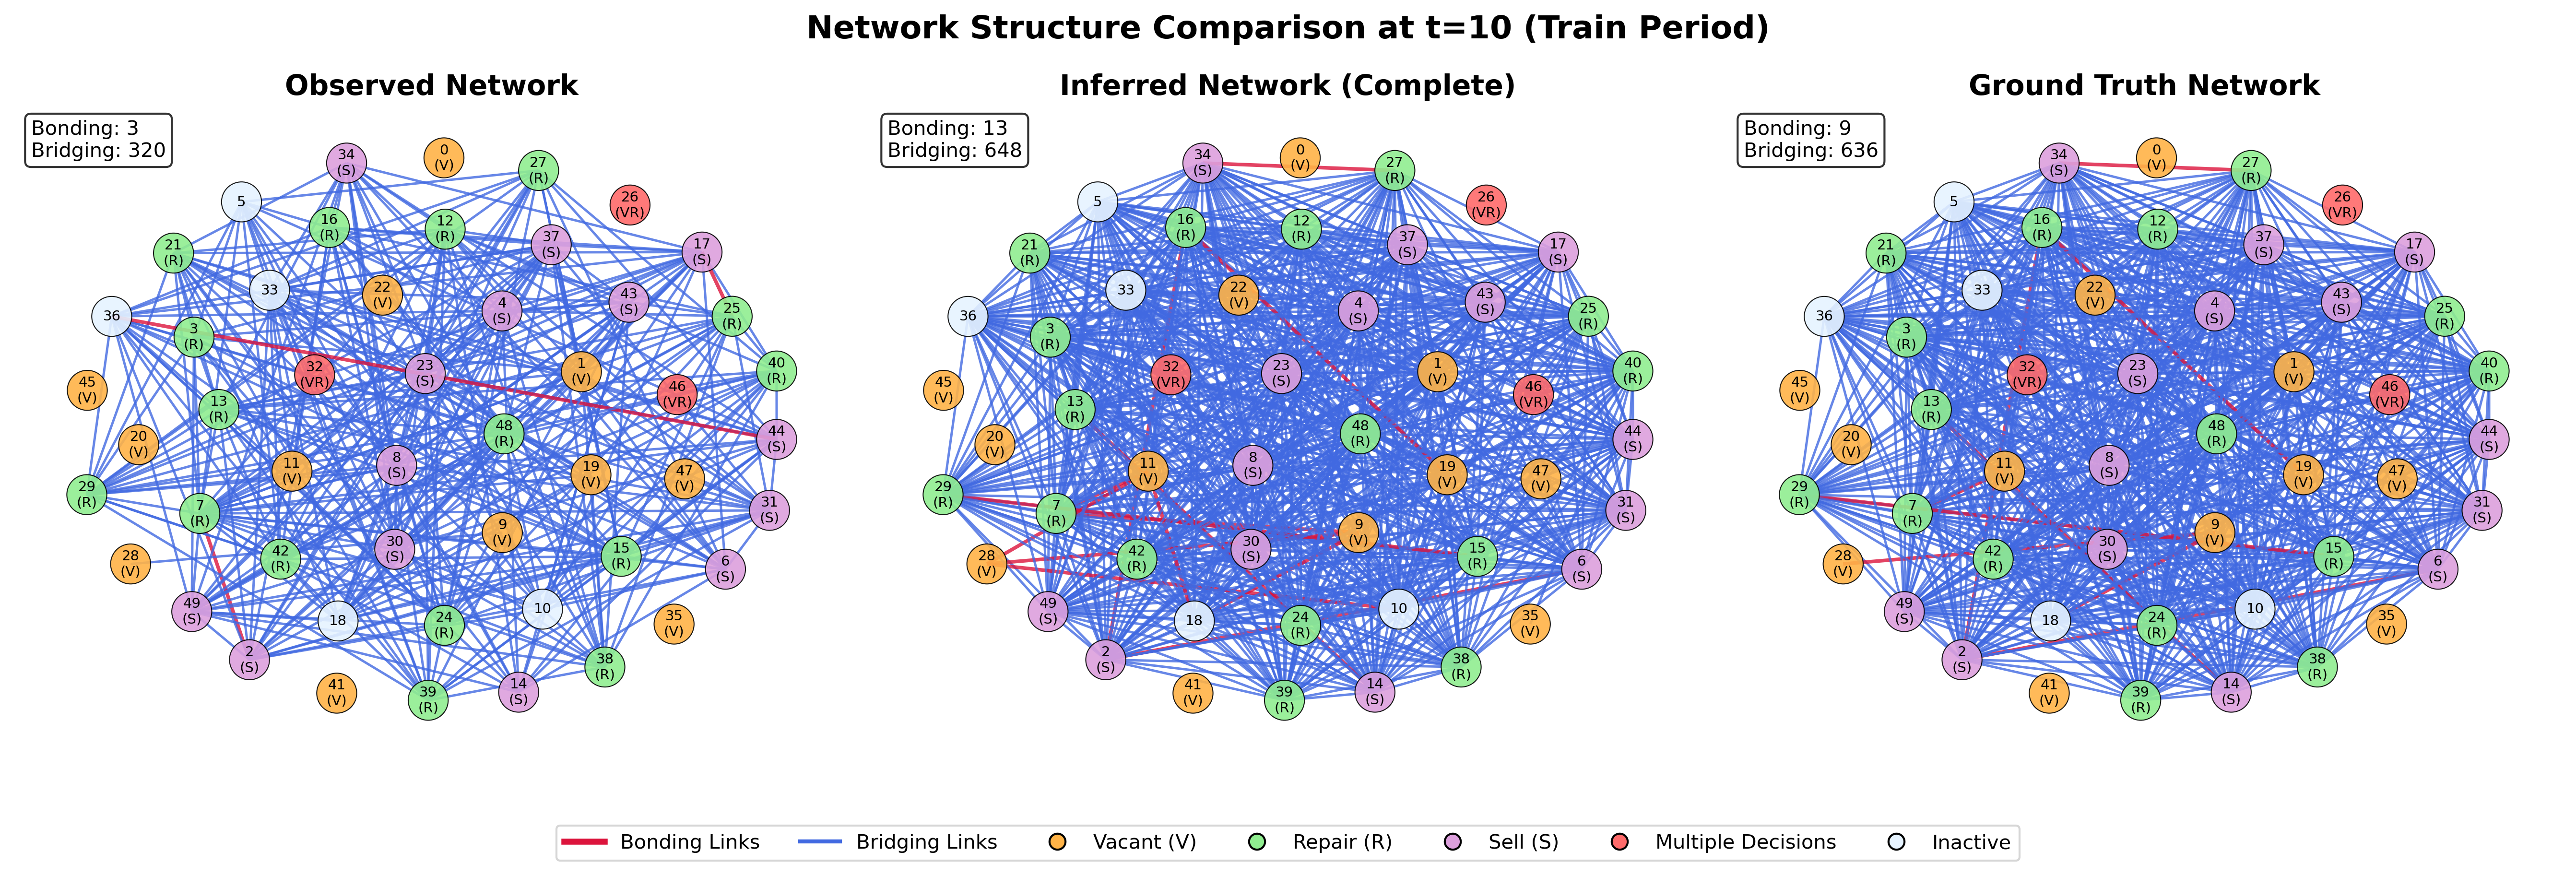 Network Structure Comparison at t=10 (Train Period)
Observed Network
Bonding: 3
Bridging: 320
34
(S)
0
(V)
27
(R)
26
(VR)
5
16
(R)
12
(R)
37
(S)
17
(S)
21
(R)
33
22
(V)
4
(S)
43
(S)
25
(R)
36
3
(R)
32
(VR)
23
(S)
1
(V)
46
(VR)
40
(R)
45
(V)
13
(R)
48
(R)
44
(S)
20
(V)
11
(V)
8
(S)
19
(V)
47
(V)
29
(R)
7
(R)
9
(V)
31
(S)
28
(V)
42
(R)
30
(S)
15
(R)
6
(S)
49
(S)
18
24
(R)
10
35
(V)
2
(S)
41
(V)
39
(R)
14
(S)
38
(R)
Inferred Network (Complete)
Bonding: 13
Bridging: 648
34
(S)
0
(V)
27
(R)
26
(VR)
5
16
(R)
12
(R)
37
(S)
17
(S)
21
(R)
33
22
(V)
4
(S)
43
(S)
25
(R)
36
3
(R)
32
(VR)
23
(S)
1
(V)
46
(VR)
40
(R)
45
(V)
13
(R)
48
(R)
44
(S)
20
(V)
11
(V)
8
(S)
19
(V)
47
(V)
29
(R)
7
(R)
9
(V)
31
(S)
28
(V)
42
(R)
30
(S)
15
(R)
6
(S)
49
(S)
18
24
(R)
10
35
(V)
2
(S)
41
(V)
39
(R)
14
(S)
38
(R)
Ground Truth Network
Bonding: 9
Bridging: 636
34
(S)
0
(V)
27
(R)
26
(VR)
5
16
(R)
12
(R)
37
(S)
17
(S)
21
(R)
33
22
(V)
4
(S)
43
(S)
25
(R)
36
3
(R)
32
(VR)
23
(S)
1
(V)
46
(VR)
40
(R)
45
(V)
13
(R)
48
(R)
44
(S)
20
(V)
11
(V)
8
(S)
19
(V)
47
(V)
29
(R)
7
(R)
9
(V)
31
(S)
28
(V)
42
(R)
30
(S)
15
(R)
6
(S)
49
(S)
18
24
(R)
10
35
(V)
2
(S)
41
(V)
39
(R)
14
(S)
38
(R)
Bonding Links
Bridging Links
Vacant (V)
Repair (R)
Sell (S)
Multiple Decisions
Inactive